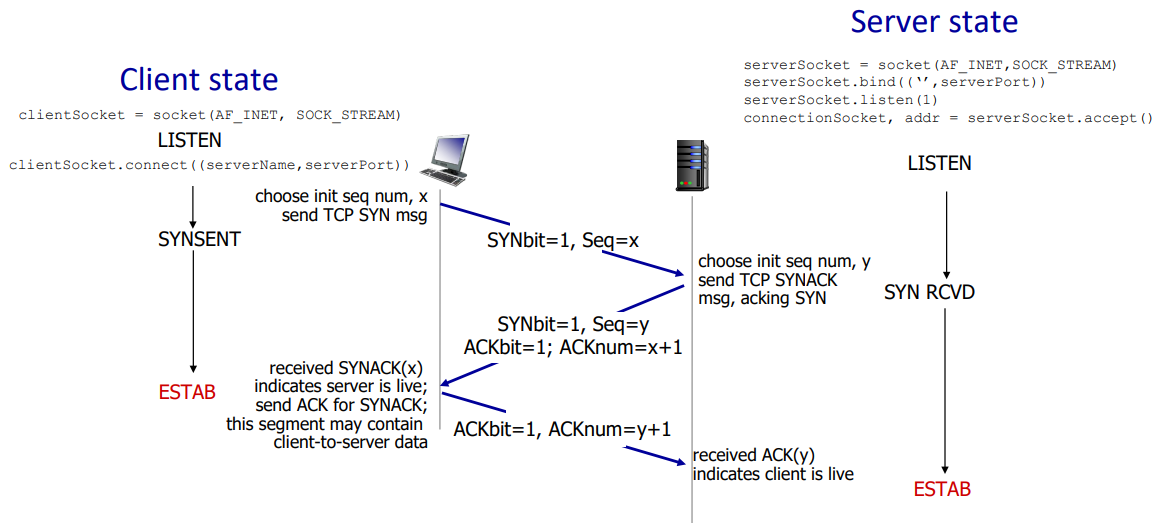 Server state
serverSocket = socket(AF_INET,SOCK_STREAM)
serverSocket.bind((‘’,serverPort))
serverSocket.listen(1)
connectionSocket, addr = serverSocket.accept()
Client state
clientSocket = socket(AF_INET, SOCK_STREAM)
LISTEN
clientSocket.connect((serverName,serverPort))
LISTEN
choose init seq num, x
send TCP SYN msg
SYNSENT
SYNbit=1, Seq=x
choose init seq num, y
send TCP SYNACK
msg, acking SYN
SYN RCVD
SYNbit=1, Seq=y
ACKbit=1; ACKnum=x+1
received SYNACK(x)
indicates server is live;
send ACK for SYNACK;
this segment may contain
client-to-server data
ESTAB
ACKbit=1, ACKnum=y+1
received ACK(y)
indicates client is live
ESTAB